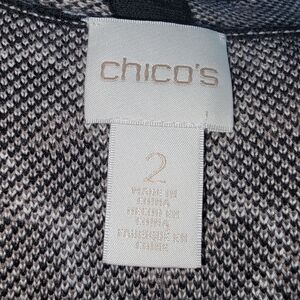 chico's
2
MADE IN
CHINA
HECHO EN
CHINA
FABRIQUÉ EN
CHINE